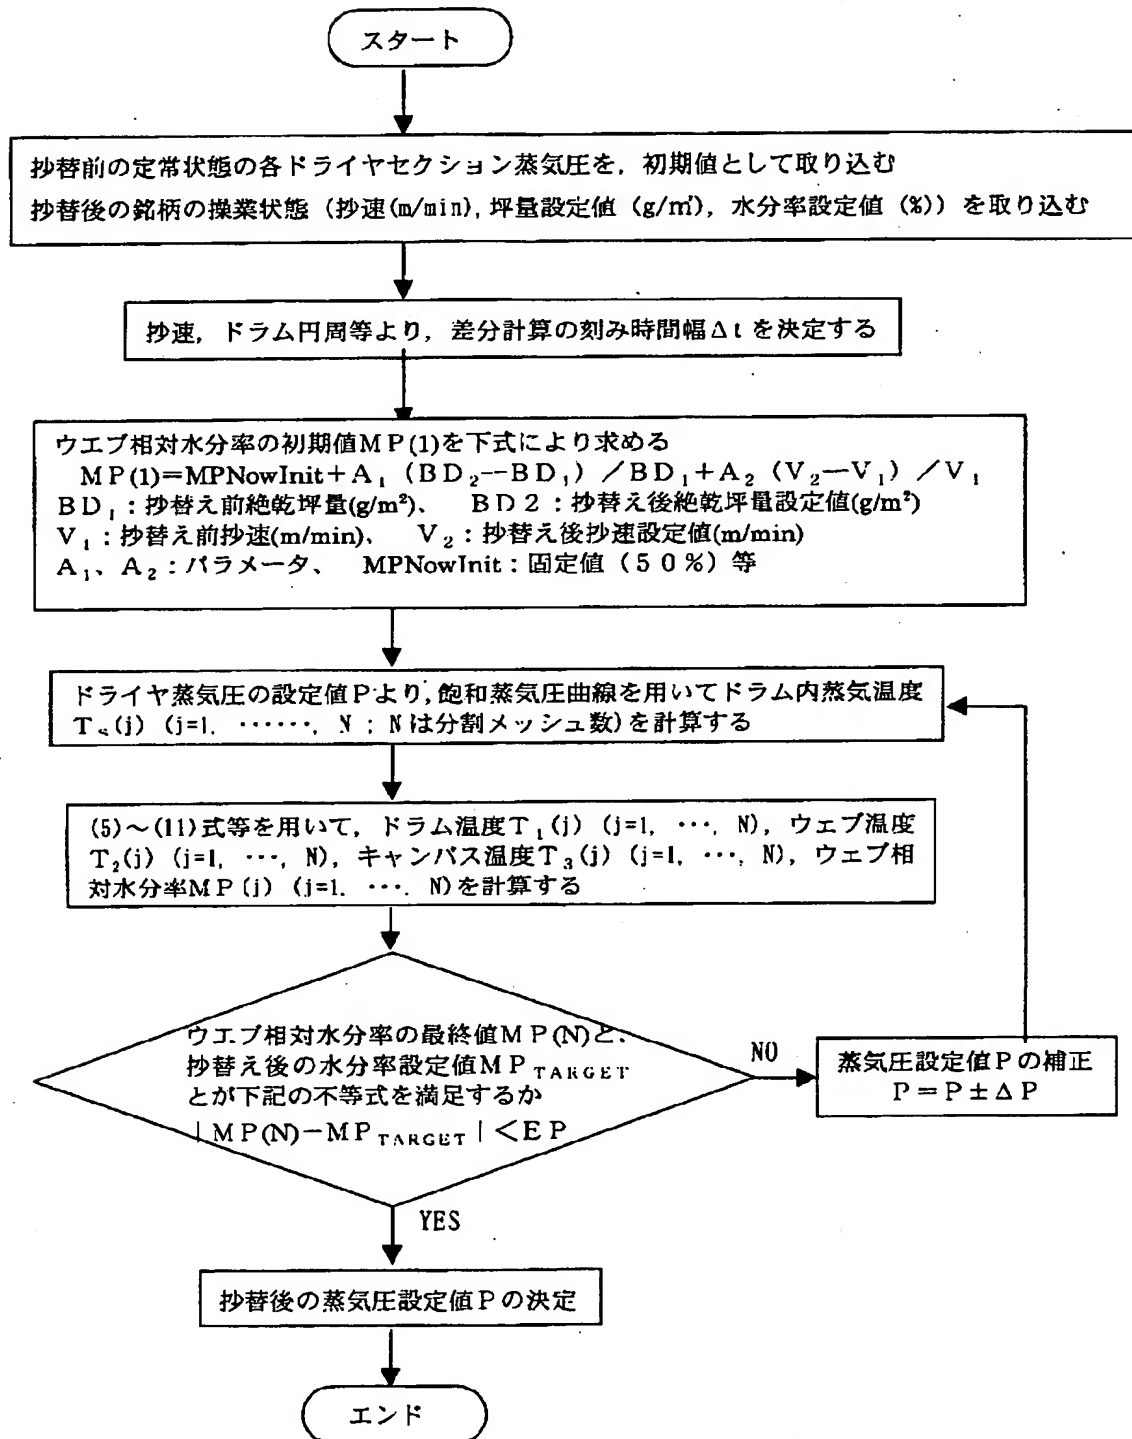 スタート
抄替前の定常状態の各ドライヤセクション蒸気圧を，初期値として取り込む
抄替後の銘柄の操業状態（抄速(m/min)，坪量設定値（g/㎡），水分率設定値（%））を取り込む
抄速，ドラム円周等より，差分計算の刻み時間幅Δtを決定する
ウエブ相対水分率の初期値ＭＰ(1)を下式により求める
ＭＰ(1)＝MPNowInit＋Ａ₁（ＢＤ₂−−ＢＤ₁）／ＢＤ₁＋Ａ₂（Ｖ₂−Ｖ₁）／Ｖ₁
ＢＤ₁：抄替え前絶乾坪量(g/m²)、　ＢＤ２：抄替え後絶乾坪量設定値(g/m²)
Ｖ₁：抄替え前抄速(m/min)、　Ｖ₂：抄替え後抄速設定値(m/min)
Ａ₁、Ａ₂：パラメータ、　MPNowInit：固定値（５０％）等
ドライヤ蒸気圧の設定値Ｐより，飽和蒸気圧曲線を用いてドラム内蒸気温度
Ｔₛ(j)（j=1，……，N；Nは分割メッシュ数）を計算する
(5)～(11)式等を用いて，ドラム温度Ｔ₁(j)（j=1，…，N)，ウェブ温度
Ｔ₂(j)（j=1，…，N)，キャンバス温度Ｔ₃(j)（j=1，…，N)，ウェブ相
対水分率ＭＰ(j)（j=1，…，N)を計算する
ウエブ相対水分率の最終値ＭＰ(N)と、
抄替え後の水分率設定値ＭＰTARGET
とが下記の不等式を満足するか
｜ＭＰ(N)−ＭＰTARGET｜＜ＥＰ
NO
蒸気圧設定値Ｐの補正
Ｐ＝Ｐ±ΔＰ
YES
抄替後の蒸気圧設定値Ｐの決定
エンド